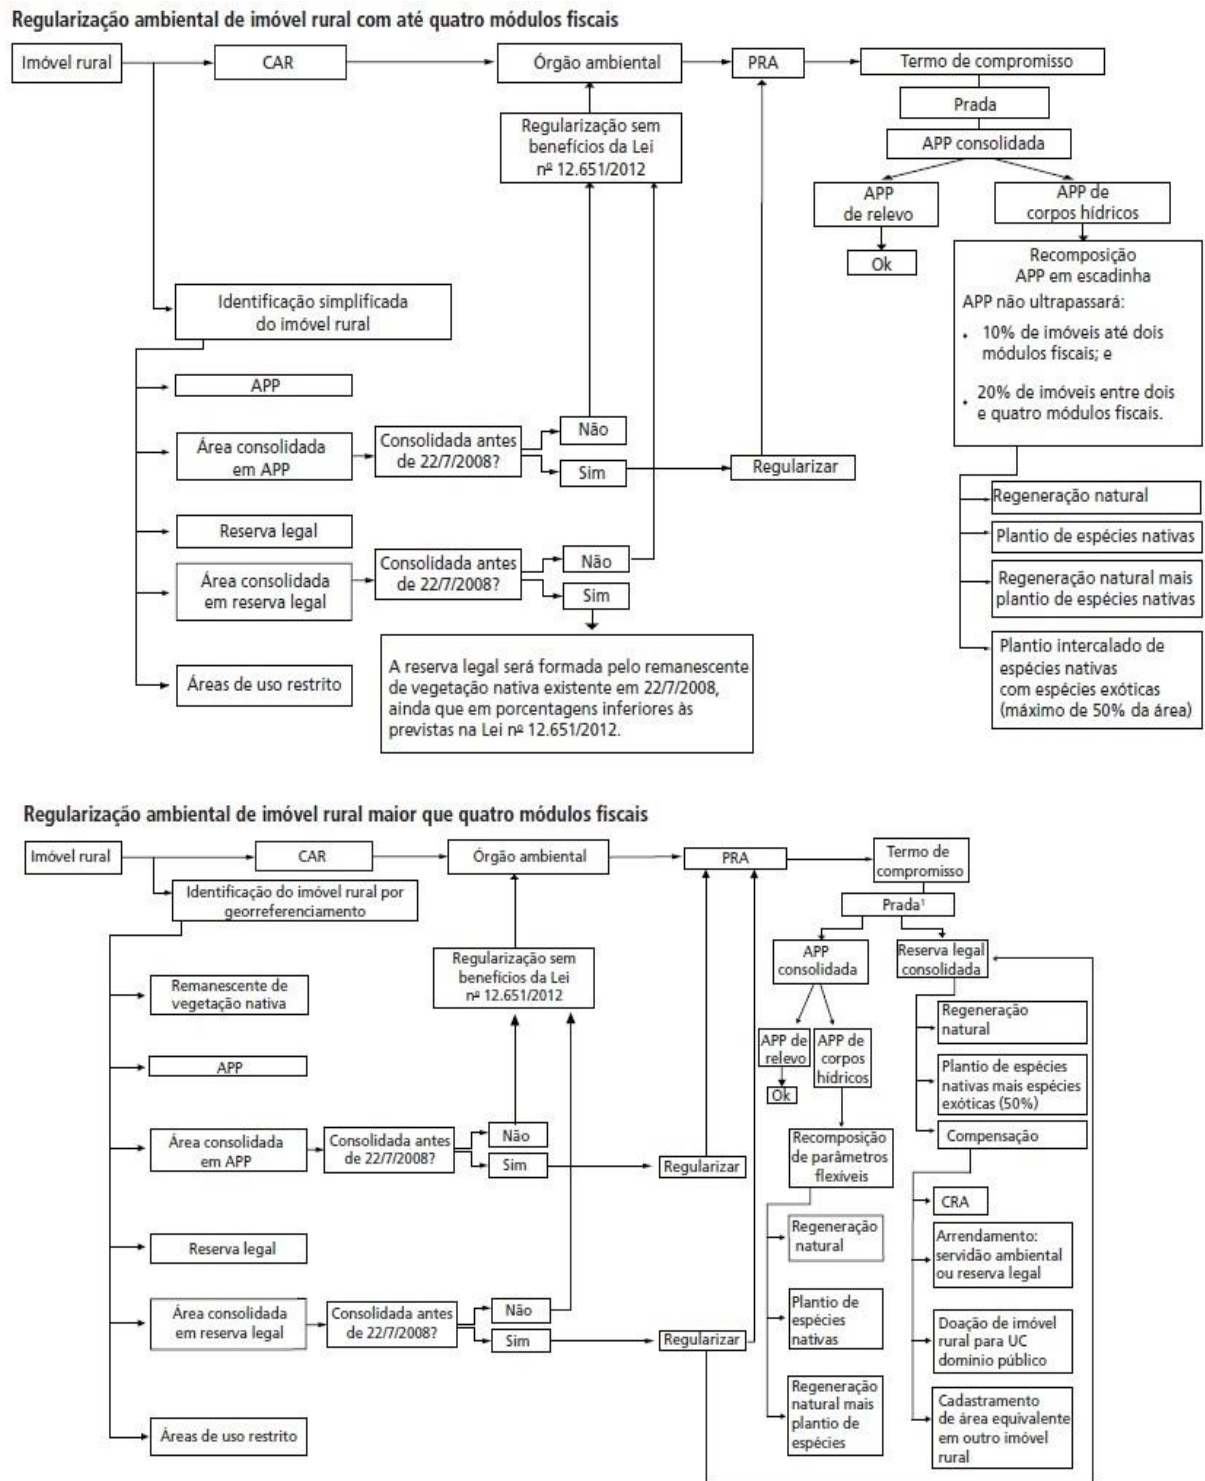 Regularização ambiental de imóvel rural com até quatro módulos fiscais
Imóvel rural
CAR
Órgão ambiental
PRA
Termo de compromisso
Prada
APP consolidada
Regularização sem
benefícios da Lei
nº 12.651/2012
APP
de relevo
APP de
corpos hídricos
Ok
Recomposição
APP em escadinha
APP não ultrapassará:
• 10% de imóveis até dois
módulos fiscais; e
• 20% de imóveis entre dois
e quatro módulos fiscais.
Identificação simplificada
do imóvel rural
APP
Área consolidada
em APP
Consolidada antes
de 22/7/2008?
Não
Sim
Regularizar
Reserva legal
Área consolidada
em reserva legal
Consolidada antes
de 22/7/2008?
Não
Sim
Áreas de uso restrito
A reserva legal será formada pelo remanescente
de vegetação nativa existente em 22/7/2008,
ainda que em porcentagens inferiores às
previstas na Lei nº 12.651/2012.
Regeneração natural
Plantio de espécies nativas
Regeneração natural mais
plantio de espécies nativas
Plantio intercalado de
espécies nativas
com espécies exóticas
(máximo de 50% da área)
Regularização ambiental de imóvel rural maior que quatro módulos fiscais
Imóvel rural
CAR
Órgão ambiental
PRA
Termo de
compromisso
Identificação do imóvel rural por
georreferenciamento
Prada¹
Regularização sem
benefícios da Lei
nº 12.651/2012
APP
consolidada
Reserva legal
consolidada
Remanescente de
vegetação nativa
APP
Área consolidada
em APP
Consolidada antes
de 22/7/2008?
Não
Sim
Regularizar
Reserva legal
Área consolidada
em reserva legal
Consolidada antes
de 22/7/2008?
Não
Sim
Regularizar
Áreas de uso restrito
APP de
relevo
APP de
corpos
hídricos
Ok
Recomposição
de parâmetros
flexíveis
Regeneração
natural
Plantio de
espécies
nativas
Regeneração
natural mais
plantio de
espécies
Regeneração
natural
Plantio de espécies
nativas mais espécies
exóticas (50%)
Compensação
CRA
Arrendamento:
servidão ambiental
ou reserva legal
Doação de imóvel
rural para UC
domínio público
Cadastramento
de área equivalente
em outro imóvel
rural